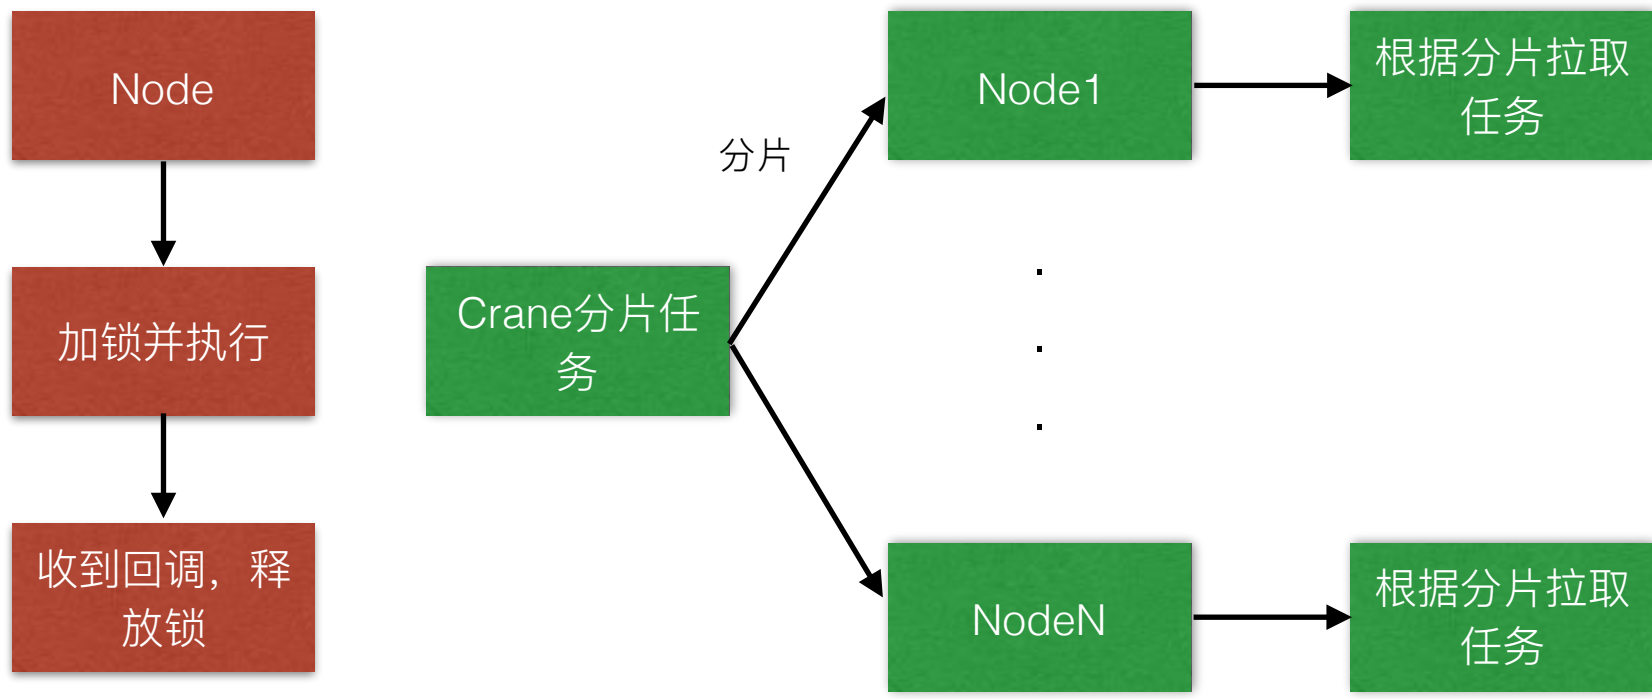 Node
加锁并执行
收到回调，释
放锁
Crane分片任
务
分片
Node1
根据分片拉取
任务
.
.
.
NodeN
根据分片拉取
任务